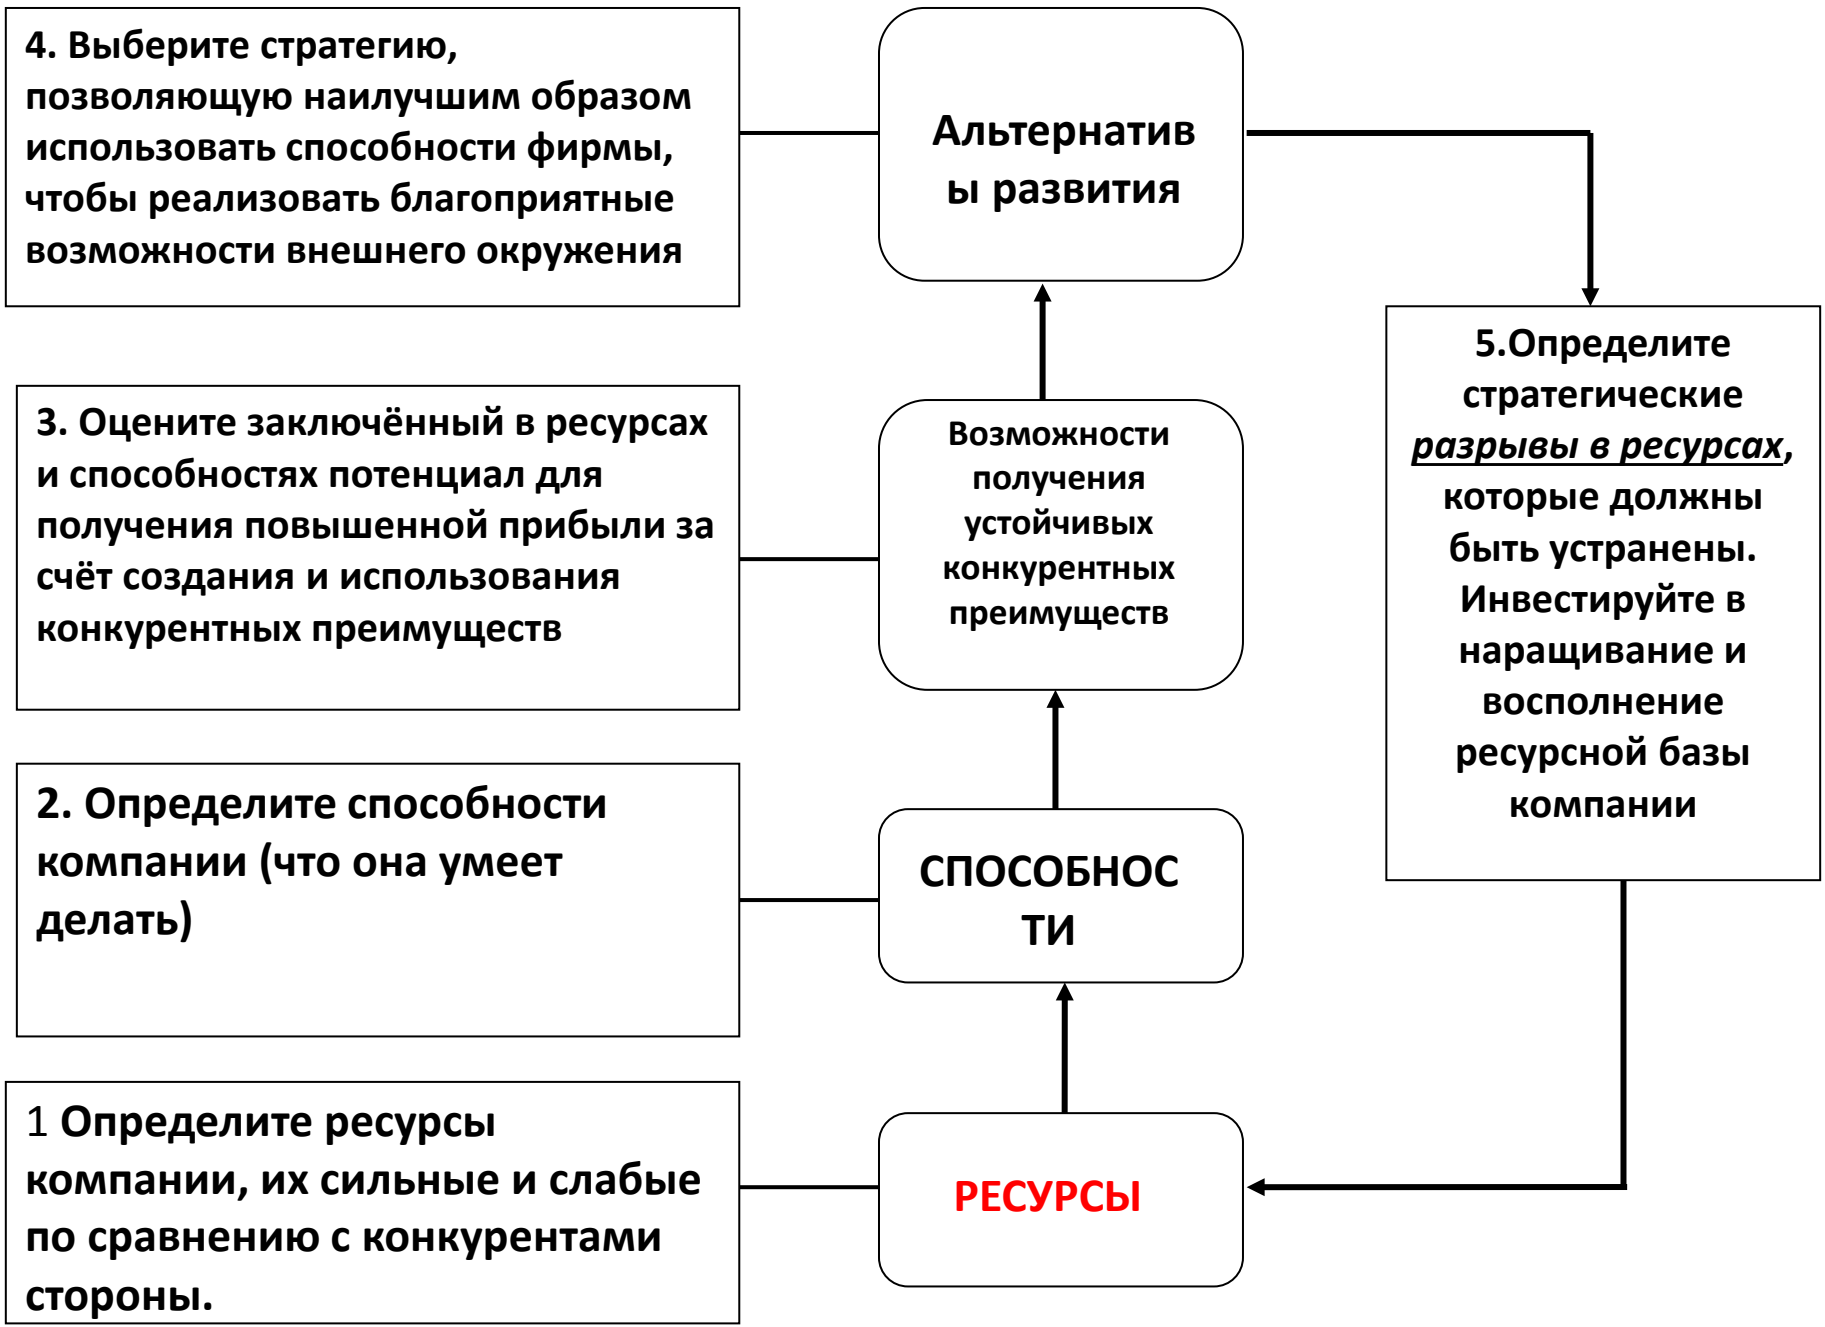 4. Выберите стратегию,
позволяющую наилучшим образом
использовать способности фирмы,
чтобы реализовать благоприятные
возможности внешнего окружения
Альтернатив
ы развития
3. Оцените заключённый в ресурсах
и способностях потенциал для
получения повышенной прибыли за
счёт создания и использования
конкурентных преимуществ
Возможности
получения
устойчивых
конкурентных
преимуществ
5.Определите
стратегические
разрывы в ресурсах,
которые должны
быть устранены.
Инвестируйте в
наращивание и
восполнение
ресурсной базы
компании
2. Определите способности
компании (что она умеет
делать)
СПОСОБНОС
ТИ
1 Определите ресурсы
компании, их сильные и слабые
по сравнению с конкурентами
стороны.
РЕСУРСЫ